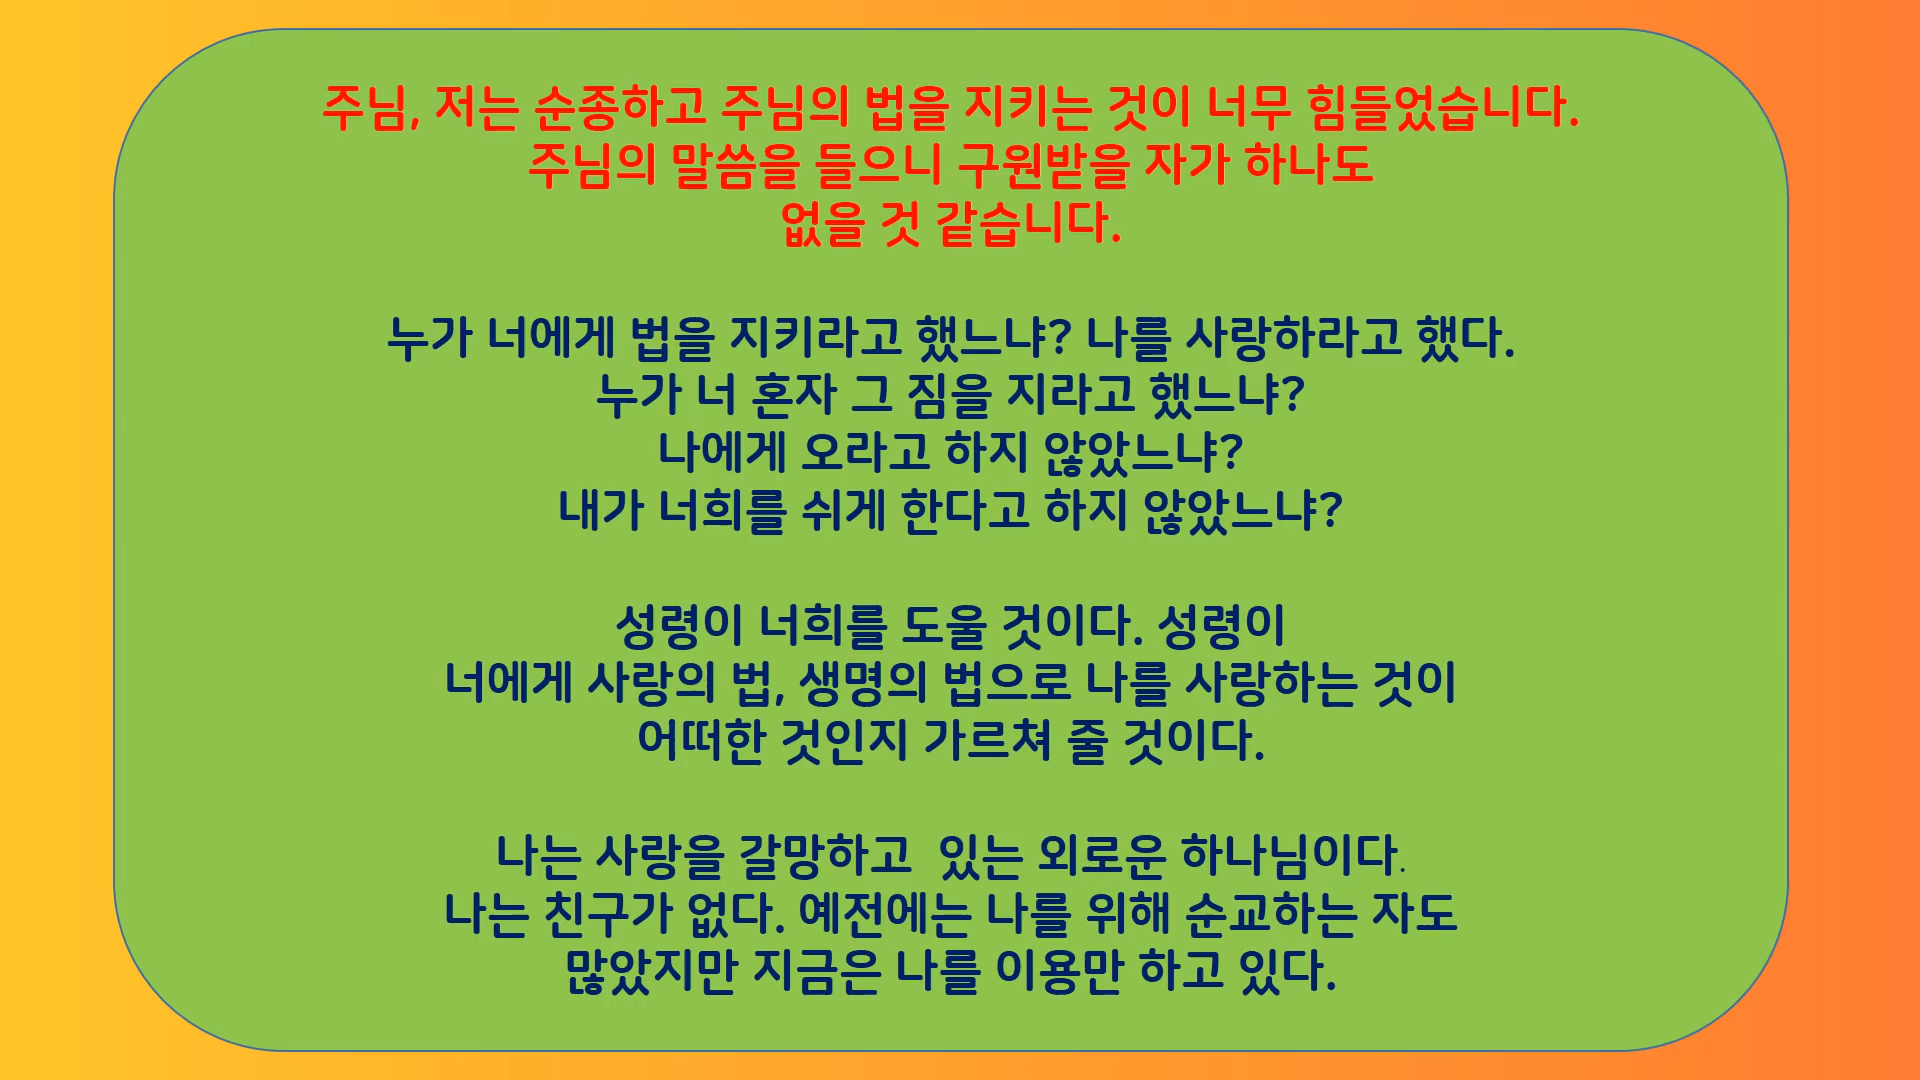 주님, 저는 순종하고 주님의 법을 지키는 것이 너무 힘들었습니다.
주님의 말씀을 들으니 구원받을 자가 하나도
없을 것 같습니다.
누가 너에게 법을 지키라고 했느냐? 나를 사랑하라고 했다.
누가 너 혼자 그 짐을 지라고 했느냐?
나에게 오라고 하지 않았느냐?
내가 너희를 쉬게 한다고 하지 않았느냐?
성령이 너희를 도울 것이다. 성령이
너에게 사랑의 법, 생명의 법으로 나를 사랑하는 것이
어떠한 것인지 가르쳐 줄 것이다.
나는 사랑을 갈망하고  있는 외로운 하나님이다.
나는 친구가 없다. 예전에는 나를 위해 순교하는 자도
많았지만 지금은 나를 이용만 하고 있다.